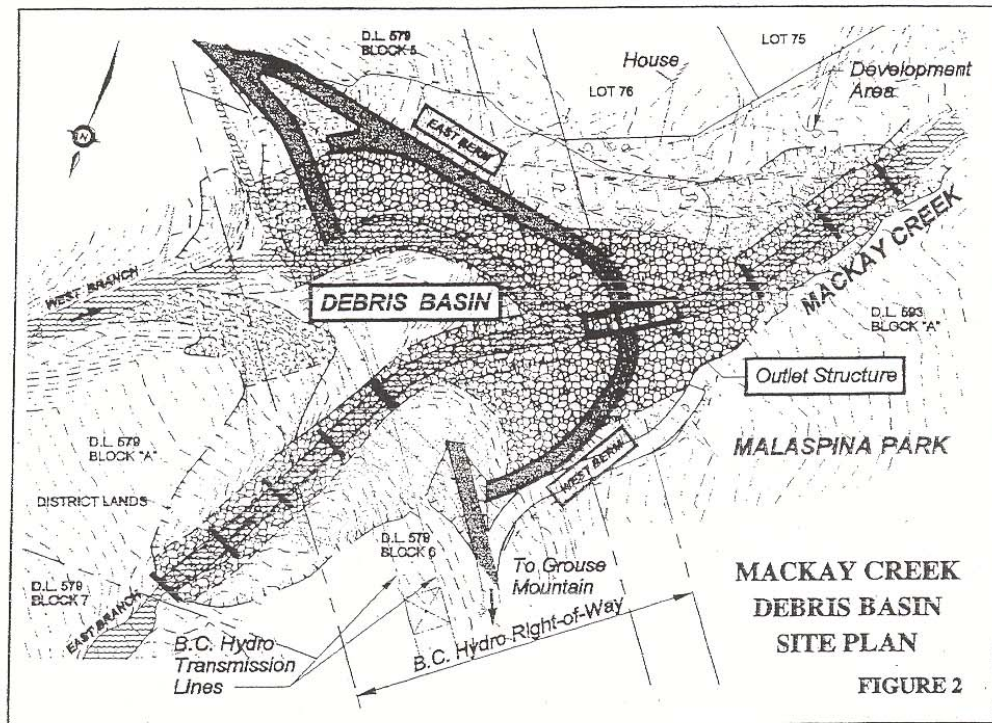 D.L. 579
BLOCK 5
LOT 75
House
Development
Area
LOT 76
N
EAST BERM
MACKAY CREEK
WEST BRANCH
DEBRIS BASIN
D.L. 593
BLOCK "A"
Outlet Structure
MALASPINA PARK
D.L. 579
BLOCK "A"
DISTRICT LANDS
WEST BERM
D.L. 579
BLOCK 6
D.L. 579
BLOCK 7
To Grouse
Mountain
EAST BRANCH
B.C. Hydro
Transmission
Lines
B.C. Hydro Right-of-Way
MACKAY CREEK
DEBRIS BASIN
SITE PLAN
FIGURE 2